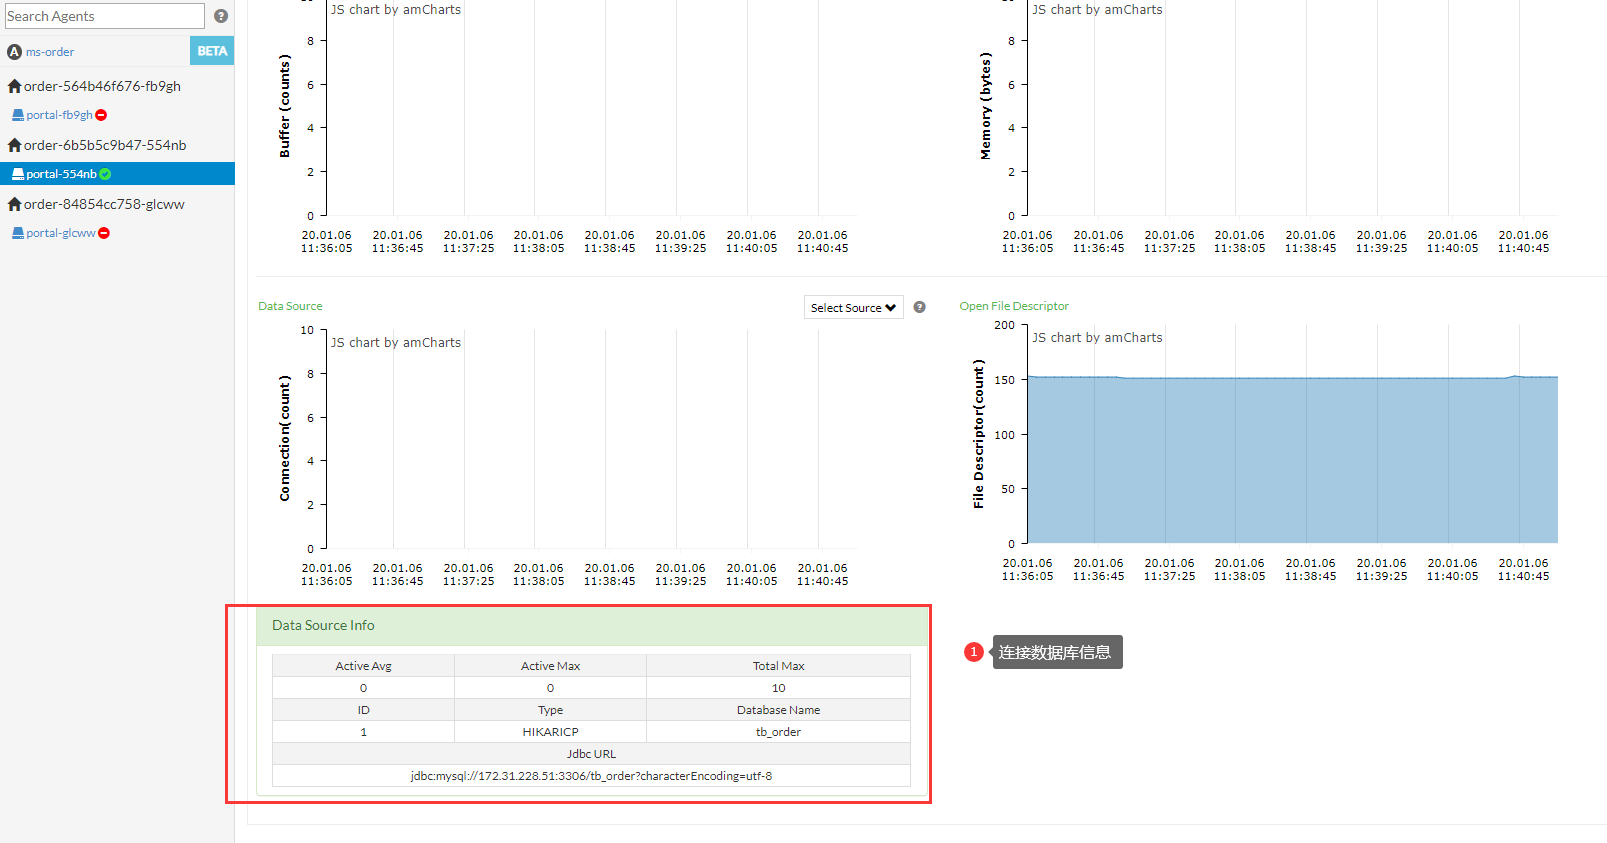 Search Agents
A ms-order BETA
order-564b46f676-fb9gh
portal-fb9gh
order-6b5b5c9b47-554nb
portal-554nb
order-84854cc758-glcww
portal-glcww
JS chart by amCharts
Buffer (counts)
8
6
4
2
0
20.01.06 20.01.06 20.01.06 20.01.06 20.01.06 20.01.06 20.01.06 20.01.06
11:36:05 11:36:45 11:37:25 11:38:05 11:38:45 11:39:25 11:40:05 11:40:45
JS chart by amCharts
Memory (bytes)
8
6
4
2
0
20.01.06 20.01.06 20.01.06 20.01.06 20.01.06 20.01.06 20.01.06 20.01.06
11:36:05 11:36:45 11:37:25 11:38:05 11:38:45 11:39:25 11:40:05 11:40:45
Data Source
Select Source
?
JS chart by amCharts
Connection(count)
10
8
6
4
2
0
20.01.06 20.01.06 20.01.06 20.01.06 20.01.06 20.01.06 20.01.06 20.01.06
11:36:05 11:36:45 11:37:25 11:38:05 11:38:45 11:39:25 11:40:05 11:40:45
Open File Descriptor
JS chart by amCharts
File Descriptor(count)
200
150
100
50
0
20.01.06 20.01.06 20.01.06 20.01.06 20.01.06 20.01.06 20.01.06 20.01.06
11:36:05 11:36:45 11:37:25 11:38:05 11:38:45 11:39:25 11:40:05 11:40:45
Data Source Info
Active Avg Active Max Total Max
0 0 10
ID Type Database Name
1 HIKARICP tb_order
Jdbc URL
jdbc:mysql://172.31.228.51:3306/tb_order?characterEncoding=utf-8
1 连接数据库信息